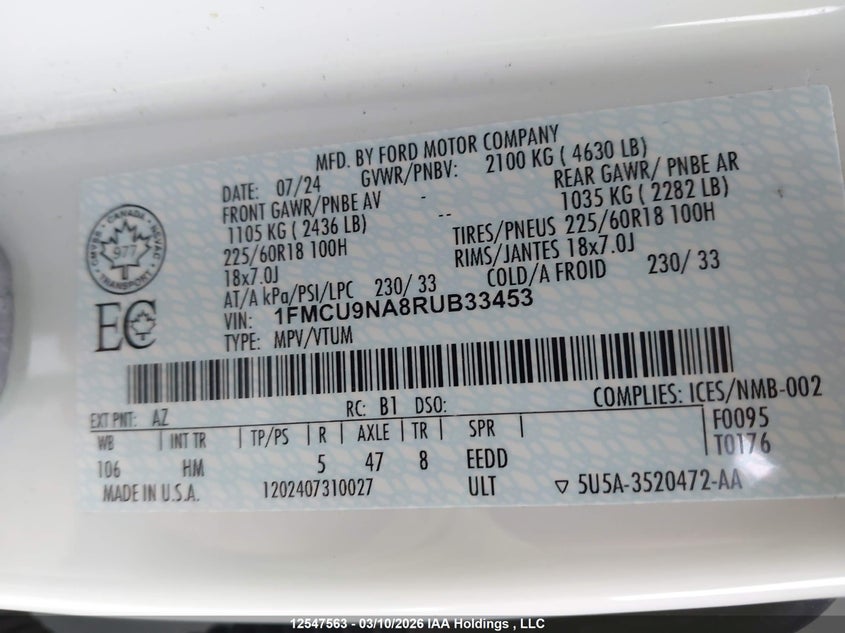 MFD. BY FORD MOTOR COMPANY
DATE: 07/24 GVWR/PNBV: 2100 KG ( 4630 LB)
FRONT GAWR/PNBE AV - REAR GAWR/ PNBE AR
1105 KG ( 2436 LB) -- 1035 KG ( 2282 LB)
225/60R18 100H TIRES/PNEUS 225/60R18 100H
18x7.0J RIMS/JANTES 18x7.0J
AT/A kPa/PSI/LPC 230/ 33 COLD/A FROID 230/ 33
VIN: 1FMCU9NA8RUB33453
TYPE: MPV/VTUM
CANADA
CMVSS NSVAC
977
TRANSPORT
EC
EXT PNT: AZ RC: B1 DSO: COMPLIES: ICES/NMB-002
WB INT TR TP/PS R AXLE TR SPR F0095
106 HM 5 47 8 EEDD T0176
MADE IN U.S.A. 1202407310027 ULT ▽ 5U5A-3520472-AA
12547563 - 03/10/2026 IAA Holdings , LLC